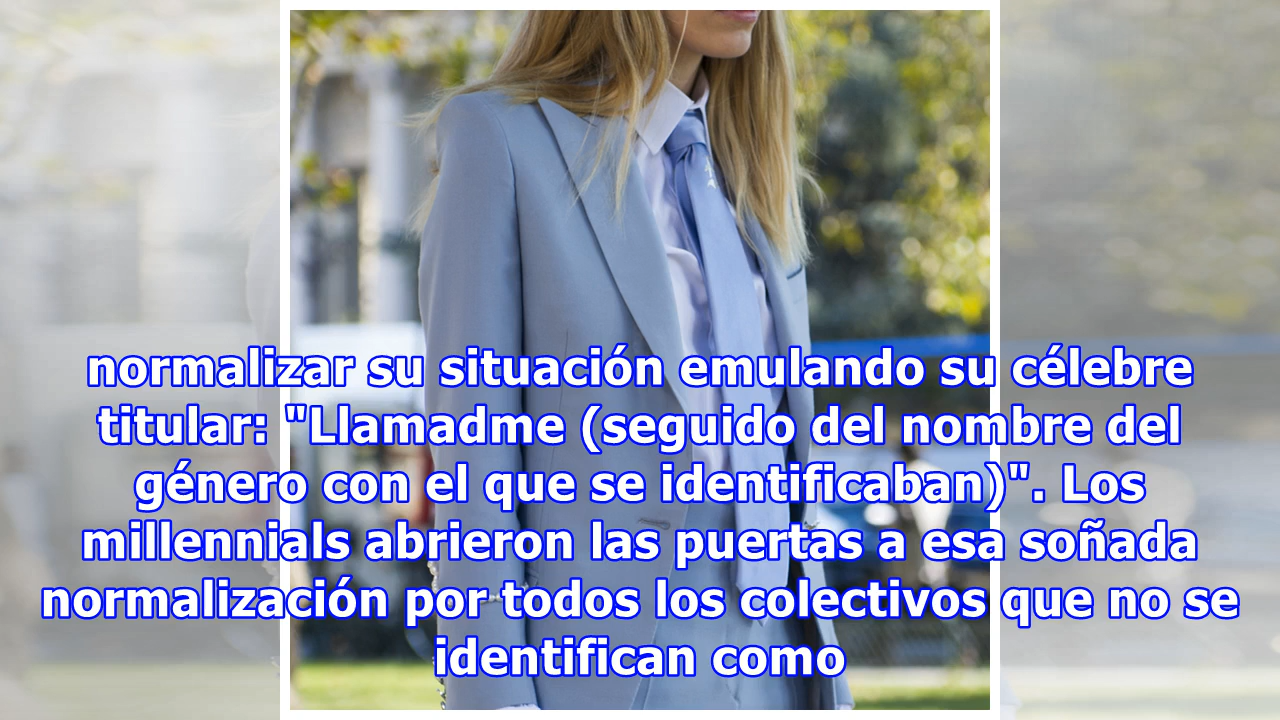 normalizar su situación emulando su célebre
titular: "Llamadme (seguido del nombre del
género con el que se identificaban)". Los
millennials abrieron las puertas a esa soñada
normalización por todos los colectivos que no se
identifican como